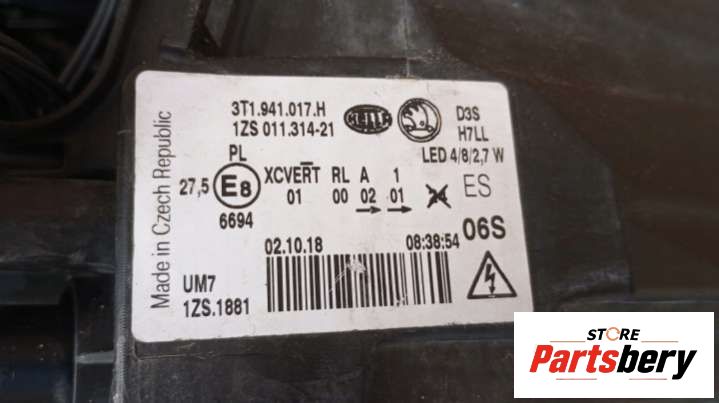 Made in Czech Republic
3T1.941.017.H
1ZS 011.314-21
HELLA
D3S
H7LL
LED 4/8/2,7 W
PL
27,5 E8
6694
XCVERT RL A 1
01 00 02 01 24 ES
06S
02.10.18 08:38:54
UM7
1ZS.1881
STORE
Partsbery